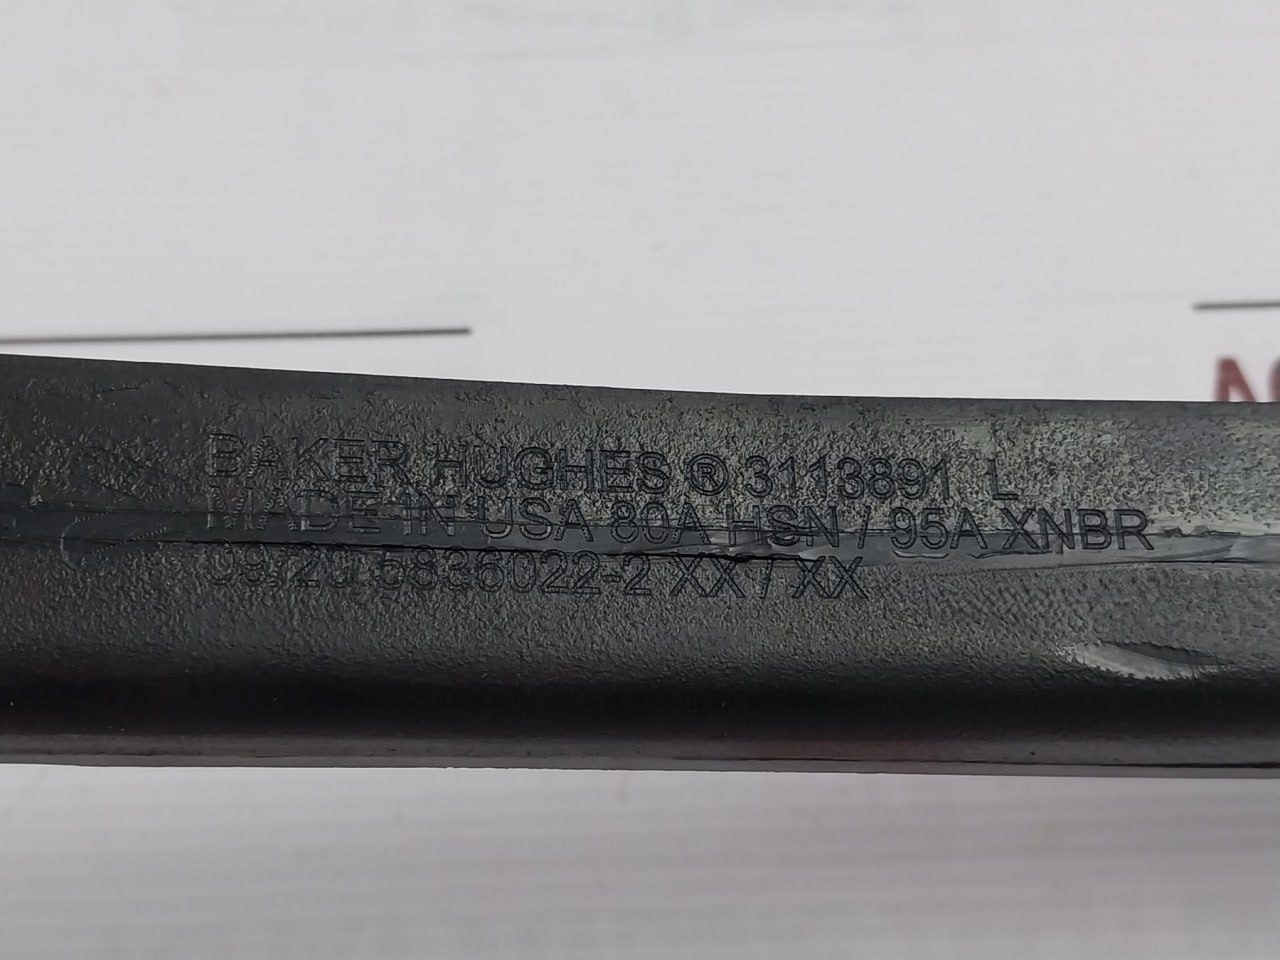 BAKER HUGHES ® 3113891 L
MADE IN USA 80A HSN / 95A XNBR
09/20 5836022-2 XX / XX